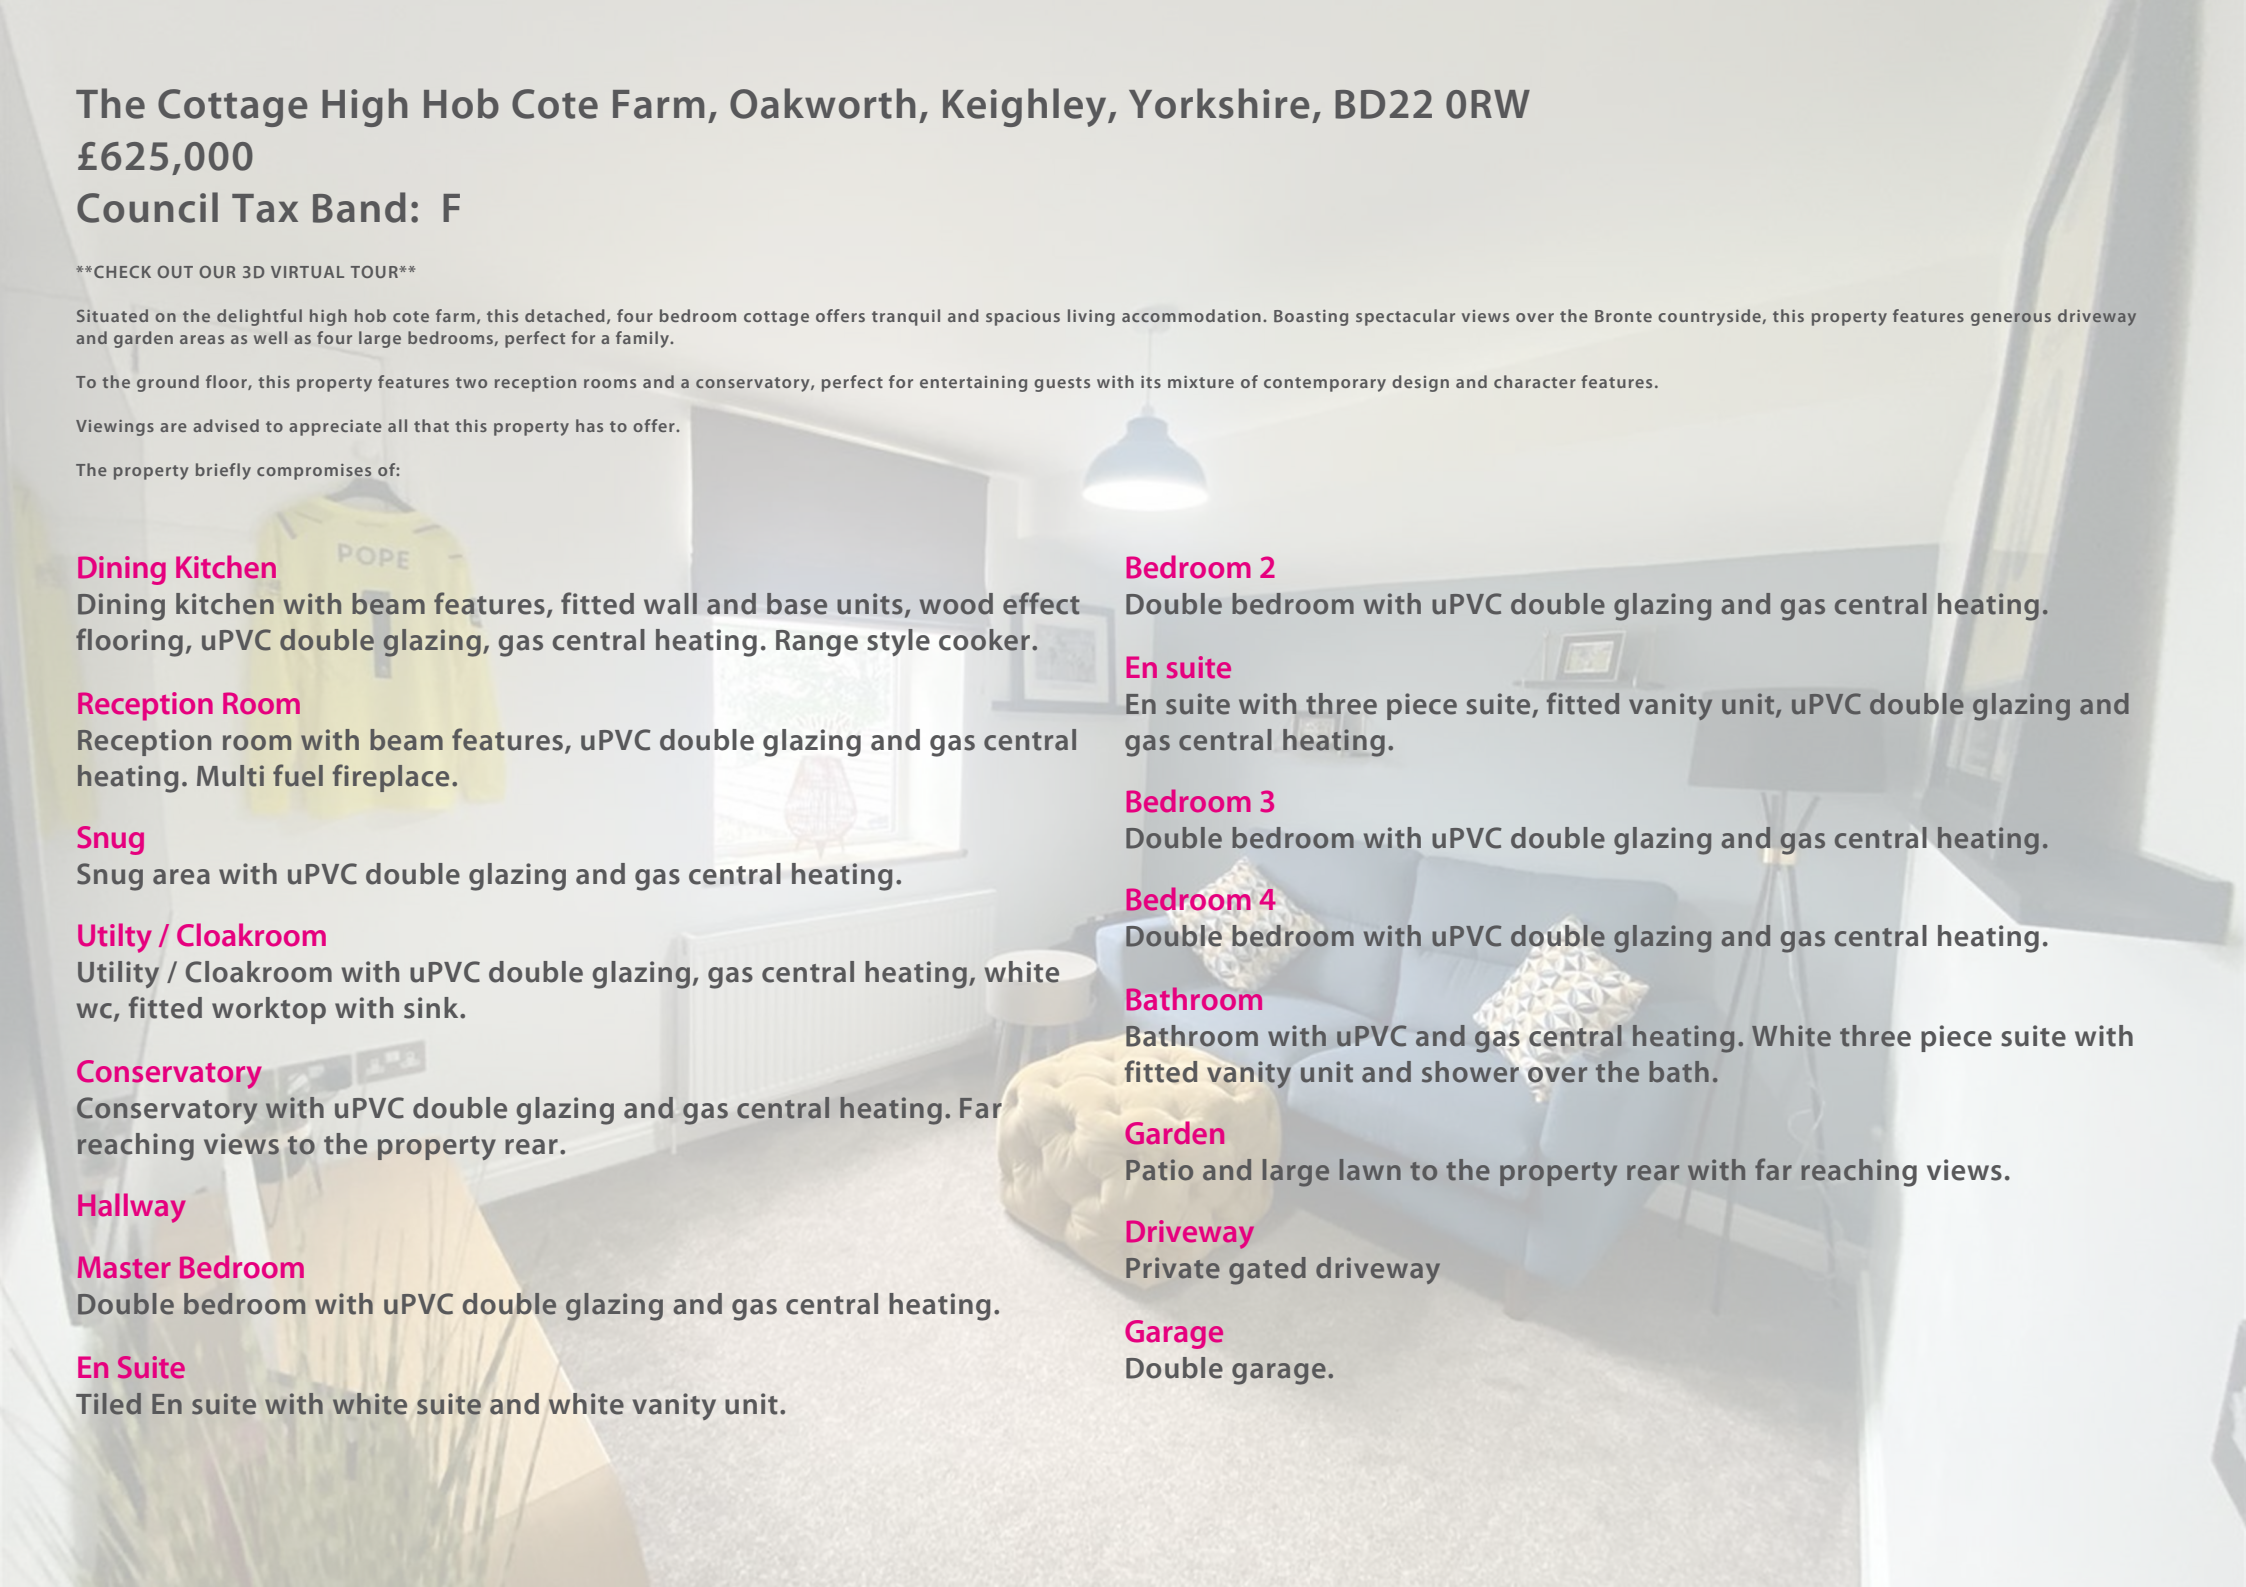 The Cottage High Hob Cote Farm, Oakworth, Keighley, Yorkshire, BD22 0RW
£625,000
Council Tax Band: F
**CHECK OUT OUR 3D VIRTUAL TOUR**
Situated on the delightful high hob cote farm, this detached, four bedroom cottage offers tranquil and spacious living accommodation. Boasting spectacular views over the Bronte countryside, this property features generous driveway
and garden areas as well as four large bedrooms, perfect for a family.
To the ground floor, this property features two reception rooms and a conservatory, perfect for entertaining guests with its mixture of contemporary design and character features.
Viewings are advised to appreciate all that this property has to offer.
The property briefly compromises of:
POPE
1
Dining Kitchen
Dining kitchen with beam features, fitted wall and base units, wood effect
flooring, uPVC double glazing, gas central heating. Range style cooker.
Reception Room
Reception room with beam features, uPVC double glazing and gas central
heating. Multi fuel fireplace.
Snug
Snug area with uPVC double glazing and gas central heating.
Utilty / Cloakroom
Utility / Cloakroom with uPVC double glazing, gas central heating, white
wc, fitted worktop with sink.
Conservatory
Conservatory with uPVC double glazing and gas central heating. Far
reaching views to the property rear.
Hallway
Master Bedroom
Double bedroom with uPVC double glazing and gas central heating.
En Suite
Tiled En suite with white suite and white vanity unit.
Bedroom 2
Double bedroom with uPVC double glazing and gas central heating.
En suite
En suite with three piece suite, fitted vanity unit, uPVC double glazing and
gas central heating.
Bedroom 3
Double bedroom with uPVC double glazing and gas central heating.
Bedroom 4
Double bedroom with uPVC double glazing and gas central heating.
Bathroom
Bathroom with uPVC and gas central heating. White three piece suite with
fitted vanity unit and shower over the bath.
Garden
Patio and large lawn to the property rear with far reaching views.
Driveway
Private gated driveway
Garage
Double garage.